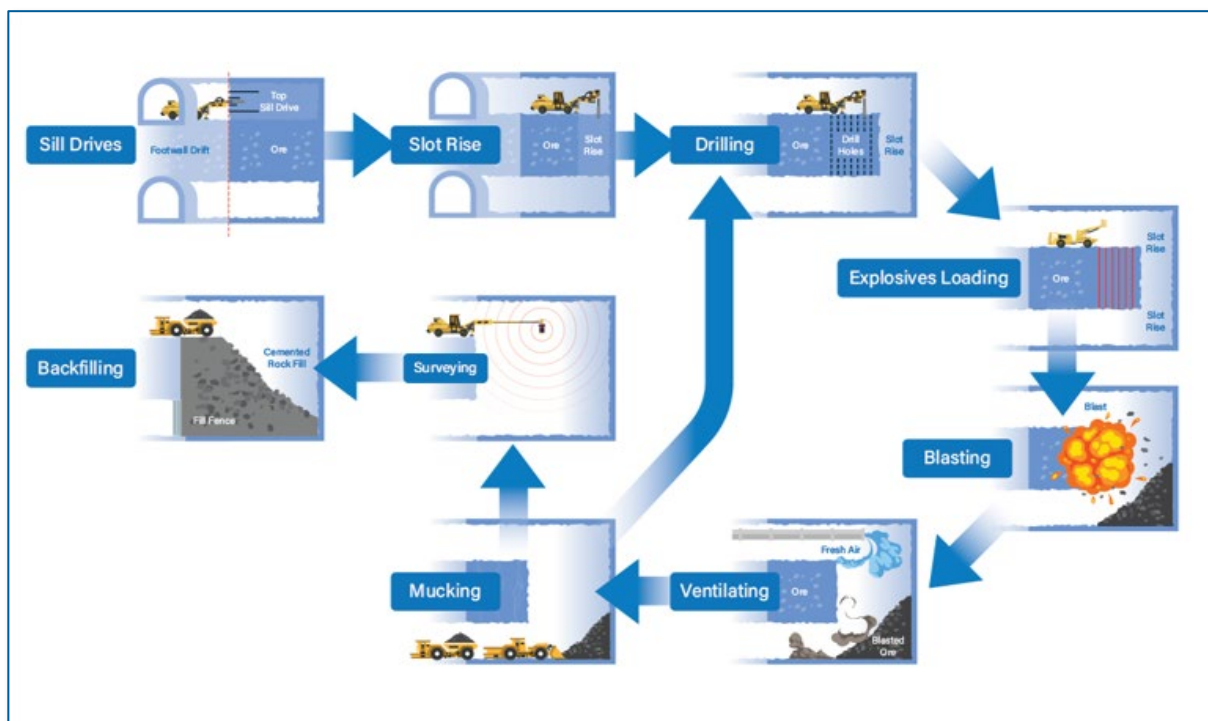 Top
Sill Drive
Sill Drives
Footwall Drift
Ore
Slot Rise
Ore
Slot
Rise
Drilling
Ore
Drill
Holes
Slot
Rise
Explosives Loading
Ore
Slot
Rise
Slot
Rise
Backfilling
Cemented
Rock Fill
Fill Fence
Surveying
Blasting
Blast
Mucking
Ventilating
Fresh Air
Ore
Blasted
Ore